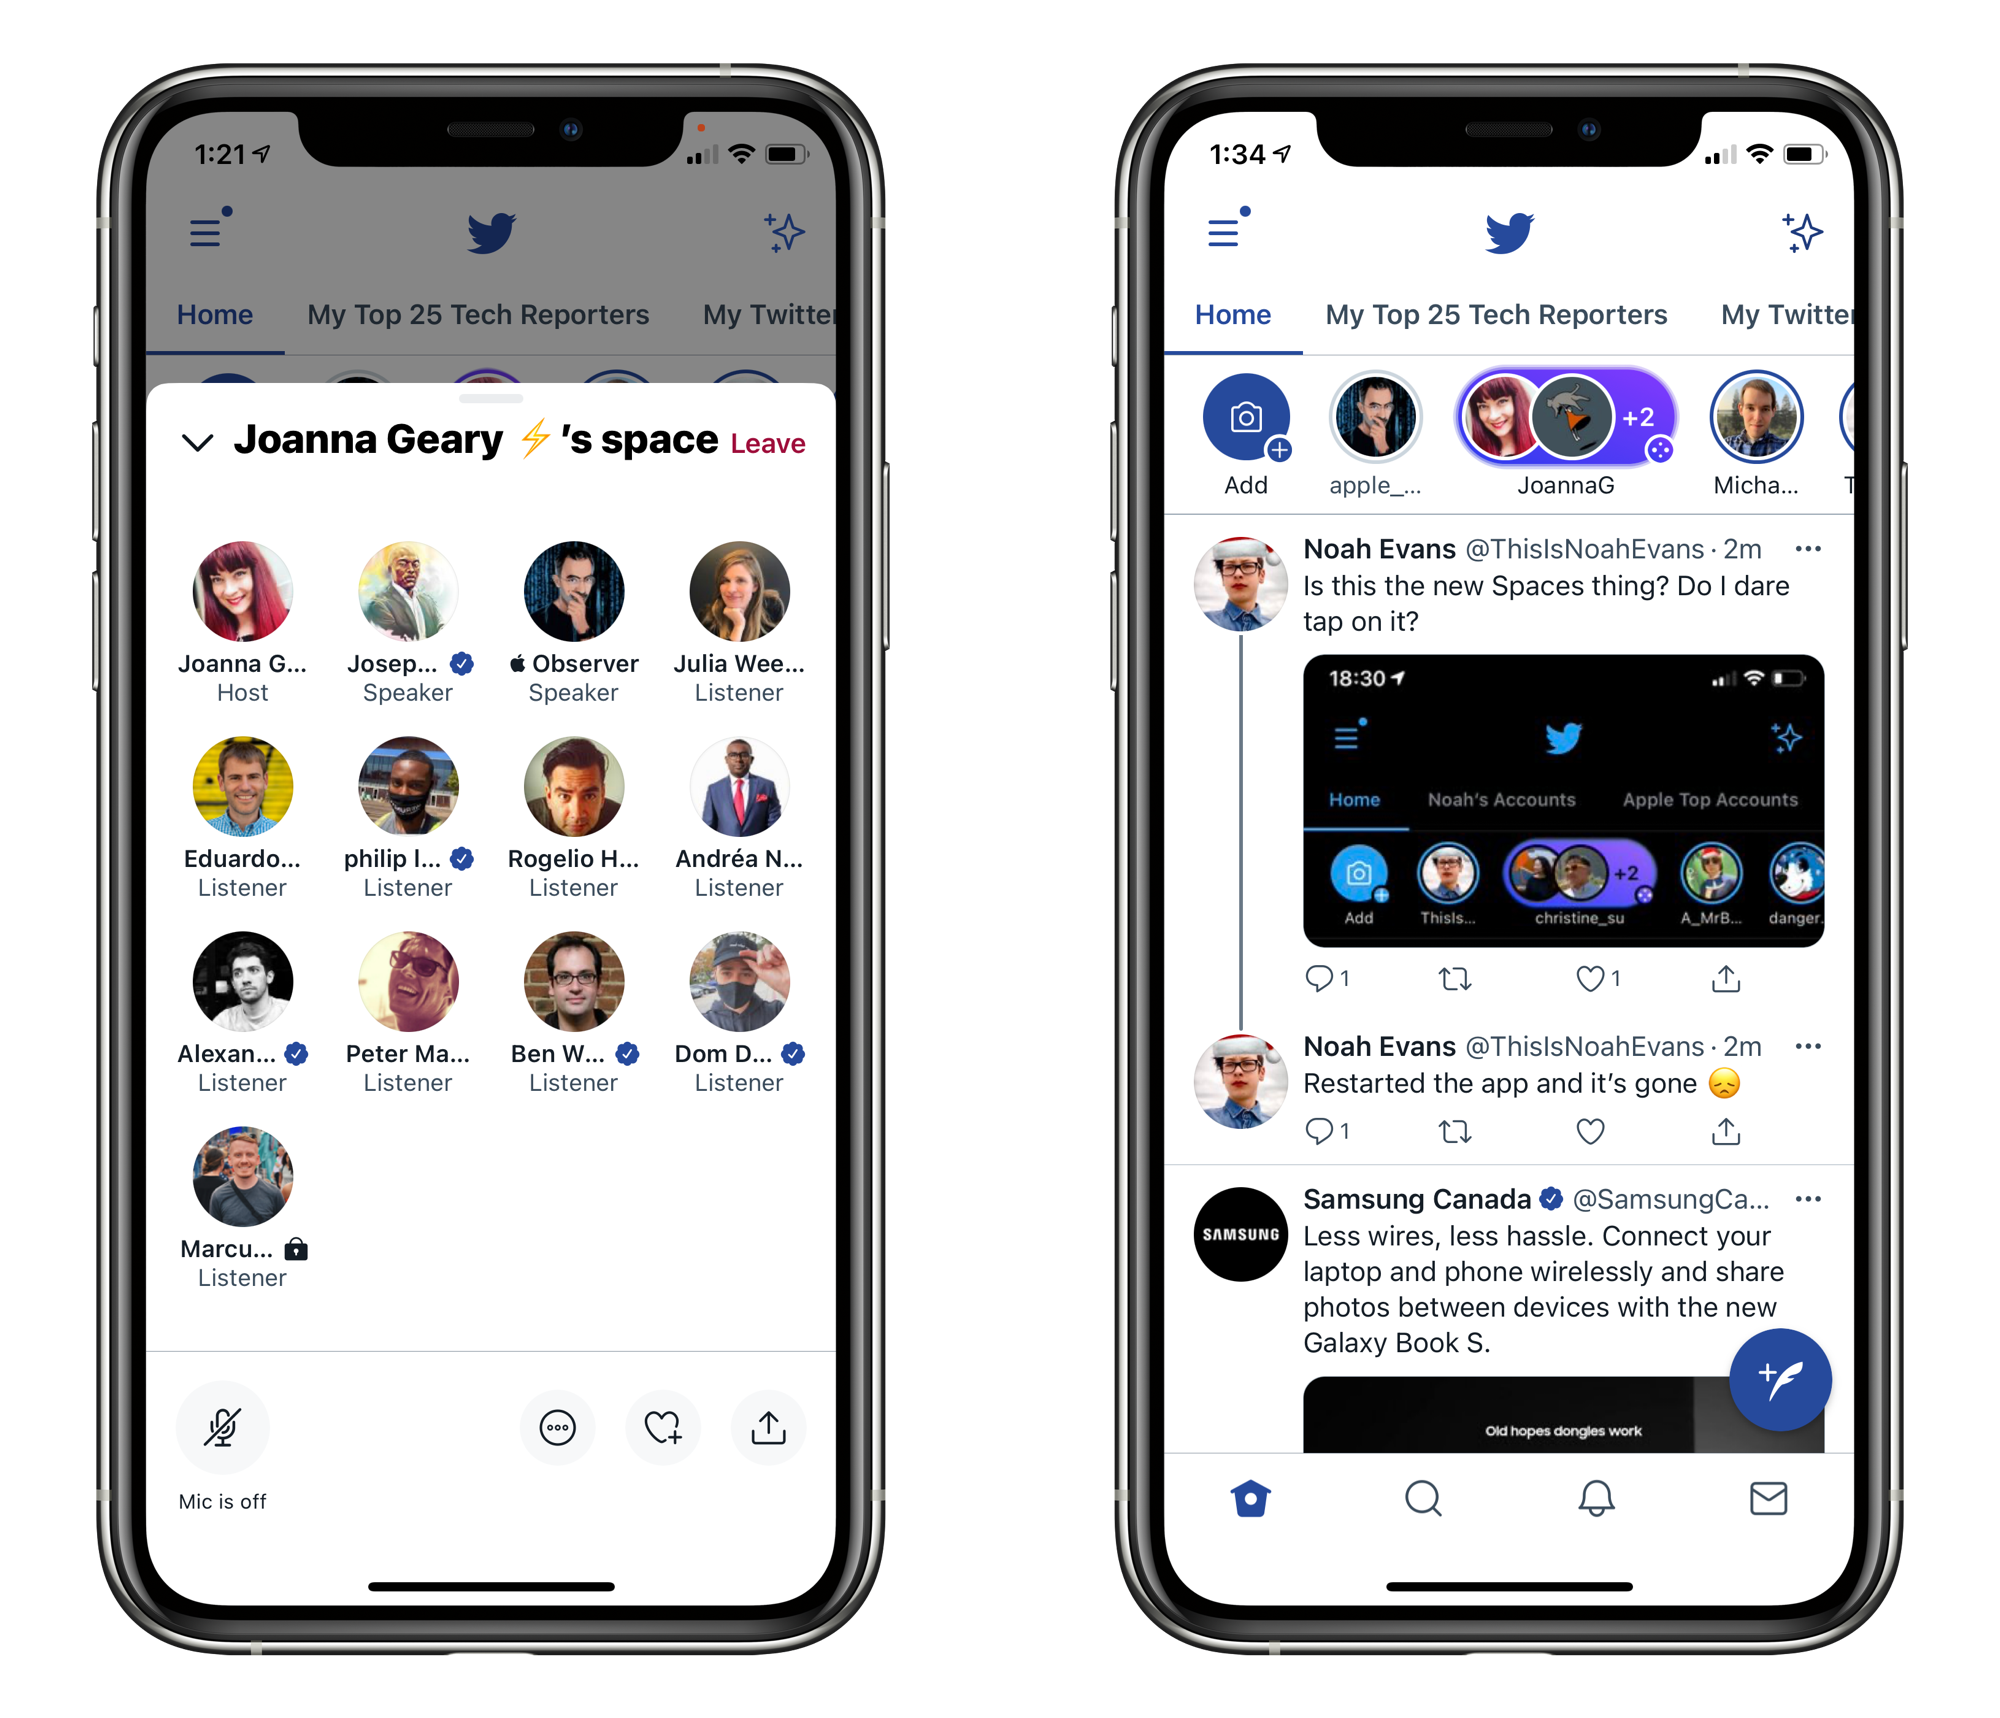 1:21
Home My Top 25 Tech Reporters My Twitter
Joanna Geary ⚡'s space Leave
Joanna G... Josep... Observer Julia Wee...
Host Speaker Speaker Listener
Eduardo... philip l... Rogelio H... Andréa N...
Listener Listener Listener Listener
Alexan... Peter Ma... Ben W... Dom D...
Listener Listener Listener Listener
Marcu...
Listener
Mic is off
1:34
Home My Top 25 Tech Reporters My Twitter
+2
Add apple_... JoannaG Micha... T
Noah Evans @ThisIsNoahEvans · 2m
Is this the new Spaces thing? Do I dare
tap on it?
18:30
Home Noah's Accounts Apple Top Accounts
+2
Add ThisIs... christine_su A_MrB... danger.
1 1
Noah Evans @ThisIsNoahEvans · 2m
Restarted the app and it's gone 😞
1
Samsung Canada @SamsungCa...
SAMSUNG
Less wires, less hassle. Connect your
laptop and phone wirelessly and share
photos between devices with the new
Galaxy Book S.
Old hopes dongles work